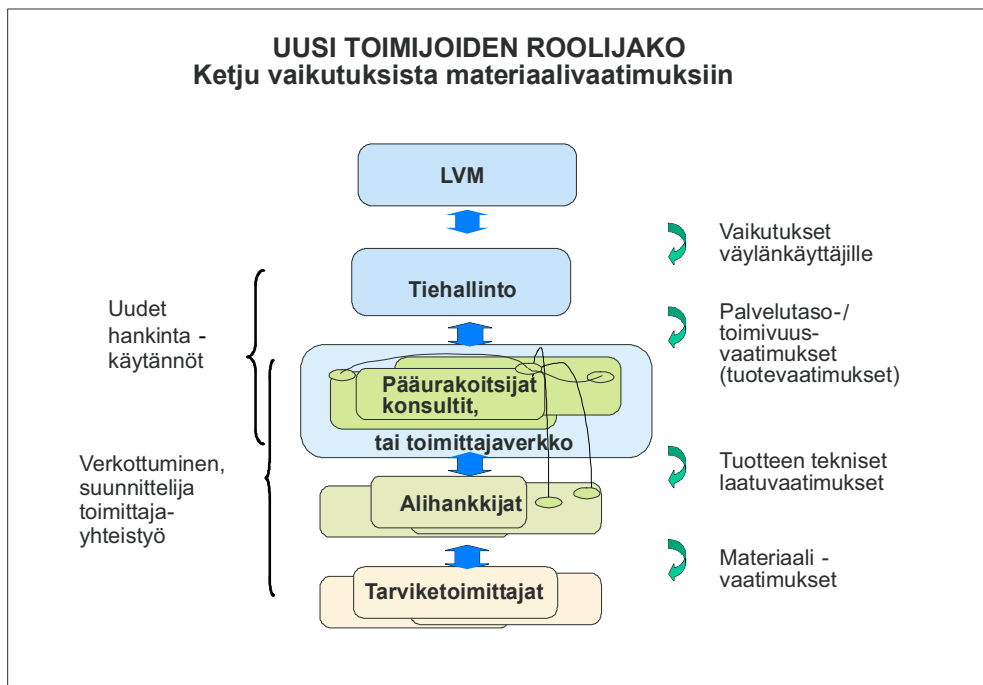 UUSI TOIMIJOIDEN ROOLIJAKO
Ketju vaikutuksista materiaalivaatimuksiin
LVM
Vaikutukset
väylänkäyttäjille
Tiehallinto
Uudet
hankinta -
käytännöt
Palvelutaso-/
toimivuus-
vaatimukset
(tuotevaatimukset)
Pääurakoitsijat
konsultit,
tai toimittajaverkko
Verkottuminen,
suunnittelija
toimittaja-
yhteistyö
Tuotteen tekniset
laatuvaatimukset
Alihankkijat
Materiaali -
vaatimukset
Tarviketoimittajat